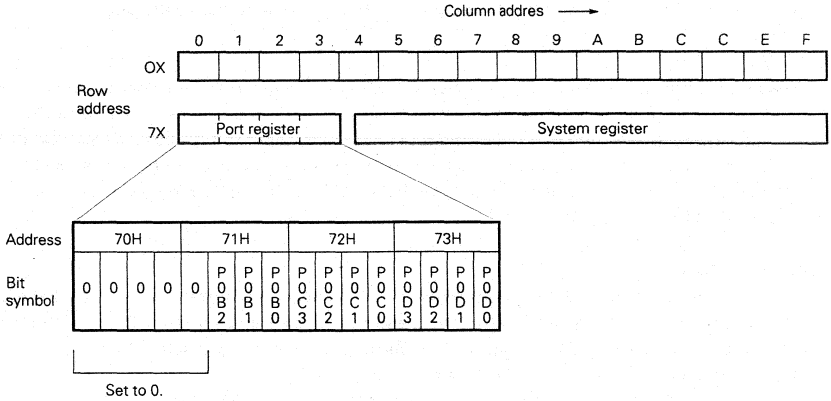 Column addres
0 1 2 3 4 5 6 7 8 9 A B C C E F
0X
Row
address
7X Port register System register
Address 70H 71H 72H 73H
Bit
symbol
0 0 0 0 0 P0B2 P0B1 P0B0 P0C3 P0C2 P0C1 P0C0 P0D3 P0D2 P0D1 P0D0
Set to 0.